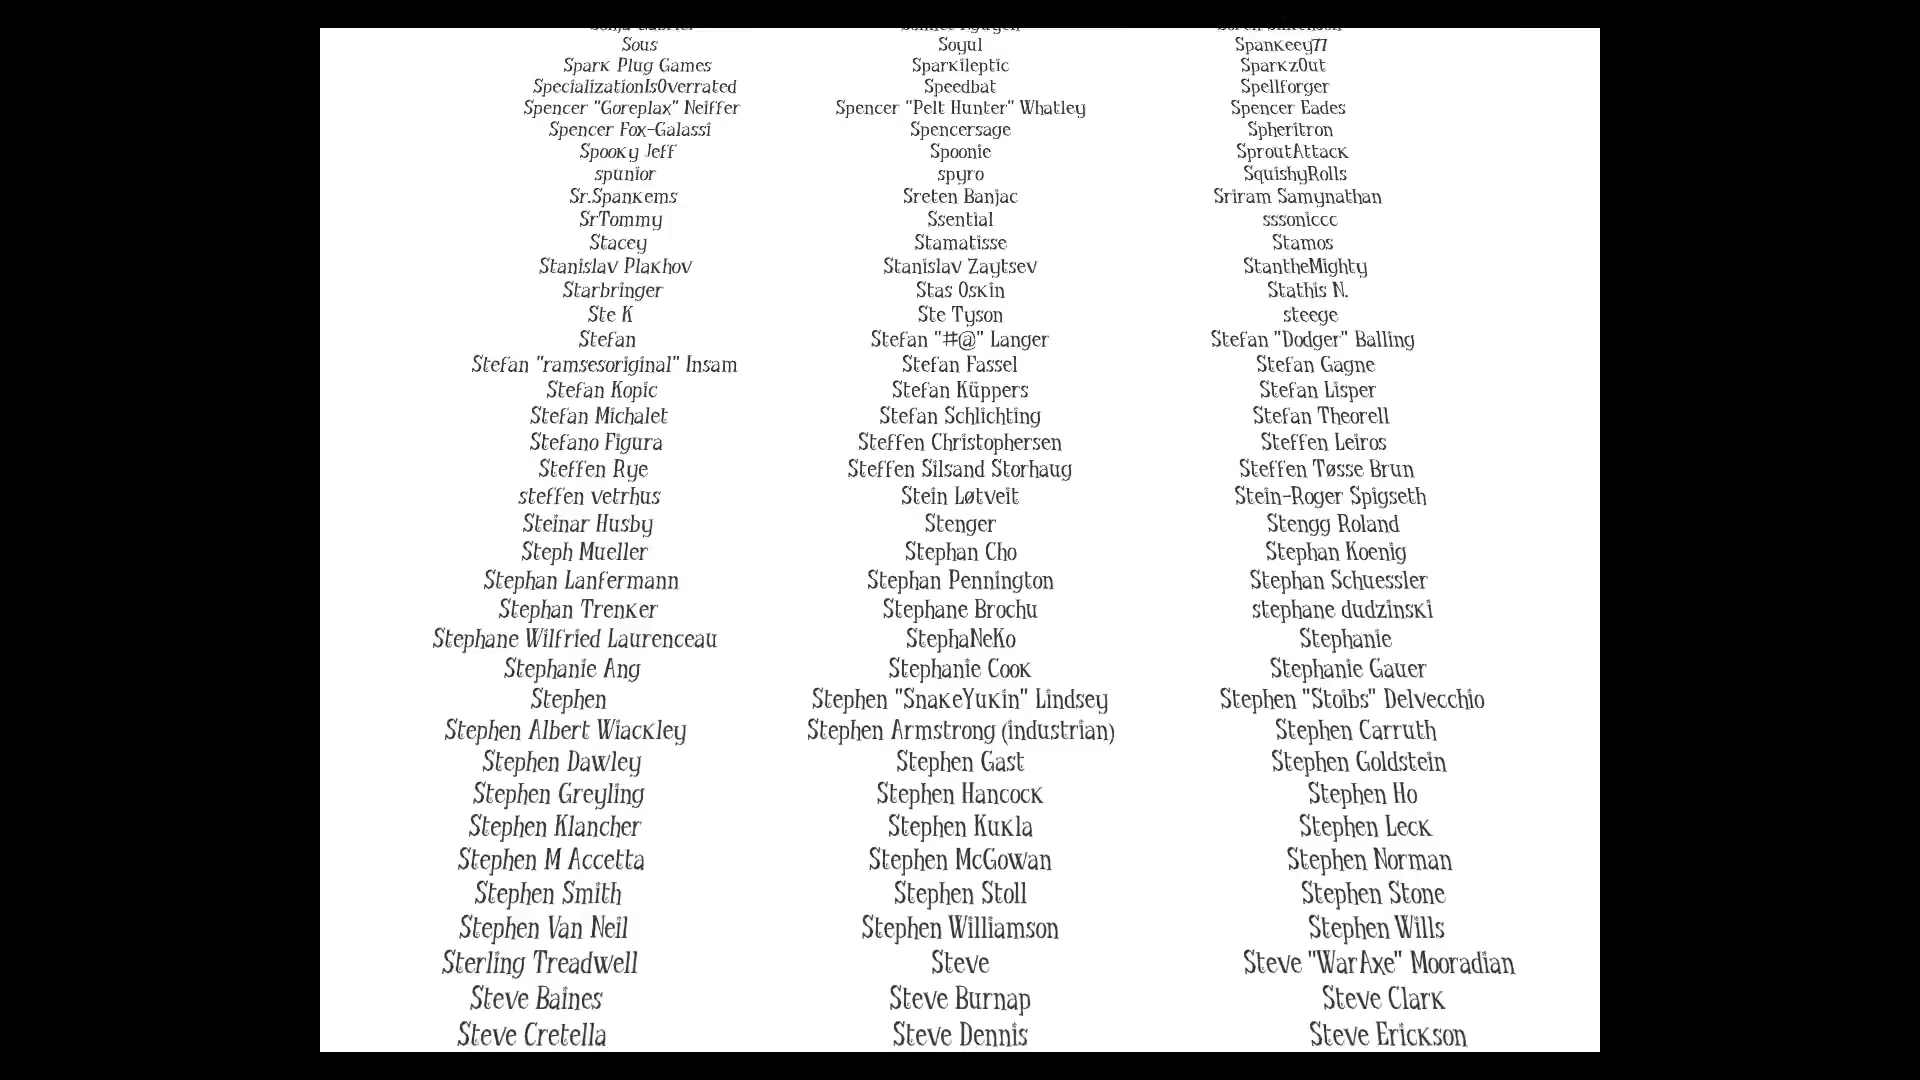 Sous Soyul Spankeey77
Spark Plug Games Sparkileptic SparkzOut
SpecializationIsOverrated Speedbat Spellforger
Spencer "Goreplax" Neiffer Spencer "Pelt Hunter" Whatley Spencer Eades
Spencer Fox-Galassi Spencersage Spheritron
Spooky Jeff Spoonie SproutAttack
spunior spyro SquishyRolls
Sr.Spankems Sreten Banjac Sriram Samynathan
SrTommy Ssential sssoniccc
Stacey Stamatisse Stamos
Stanislav Plakhov Stanislav Zaytsev StantheMighty
Starbringer Stas Oskin Stathis N.
Ste K Ste Tyson steege
Stefan Stefan "#@" Langer Stefan "Dodger" Balling
Stefan "ramsesoriginal" Insam Stefan Fassel Stefan Gagne
Stefan Kopic Stefan Küppers Stefan Lisper
Stefan Michalet Stefan Schlichting Stefan Theorell
Stefano Figura Steffen Christophersen Steffen Leiros
Steffen Rye Steffen Silsand Storhaug Steffen Tøsse Brun
steffen vetrhus Stein Løtveit Stein-Roger Spigseth
Steinar Husby Stenger Stengg Roland
Steph Mueller Stephan Cho Stephan Koenig
Stephan Lanfermann Stephan Pennington Stephan Schuessler
Stephan Trenker Stephane Brochu stephane dudzinski
Stephane Wilfried Laurenceau StephaNeKo Stephanie
Stephanie Ang Stephanie Cook Stephanie Gauer
Stephen Stephen "SnakeYukin" Lindsey Stephen "Stoibs" Delvecchio
Stephen Albert Wiackley Stephen Armstrong (industrian) Stephen Carruth
Stephen Dawley Stephen Gast Stephen Goldstein
Stephen Greyling Stephen Hancock Stephen Ho
Stephen Klancher Stephen Kukla Stephen Leck
Stephen M Accetta Stephen McGowan Stephen Norman
Stephen Smith Stephen Stoll Stephen Stone
Stephen Van Neil Stephen Williamson Stephen Wills
Sterling Treadwell Steve Steve "WarAxe" Mooradian
Steve Baines Steve Burnap Steve Clark
Steve Cretella Steve Dennis Steve Erickson